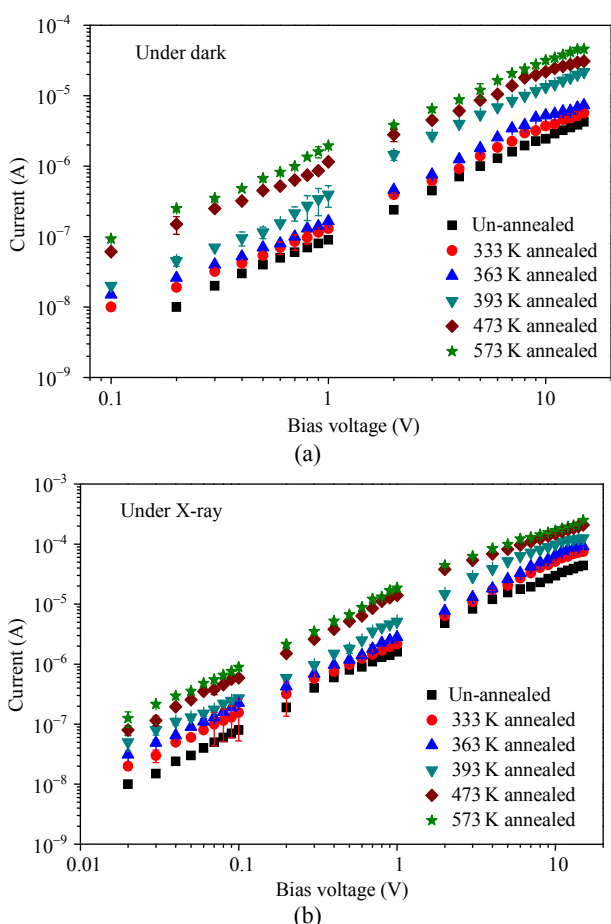 10⁻⁴
Under dark
10⁻⁵
10⁻⁶
Current (A)
10⁻⁷
Un-annealed
333 K annealed
10⁻⁸
363 K annealed
393 K annealed
473 K annealed
10⁻⁹
573 K annealed
0.1
1
10
Bias voltage (V)
(a)
10⁻³
Under X-ray
10⁻⁴
10⁻⁵
Current (A)
10⁻⁶
Un-annealed
333 K annealed
10⁻⁷
363 K annealed
393 K annealed
10⁻⁸
473 K annealed
573 K annealed
10⁻⁹
0.01
0.1
1
10
Bias voltage (V)
(b)